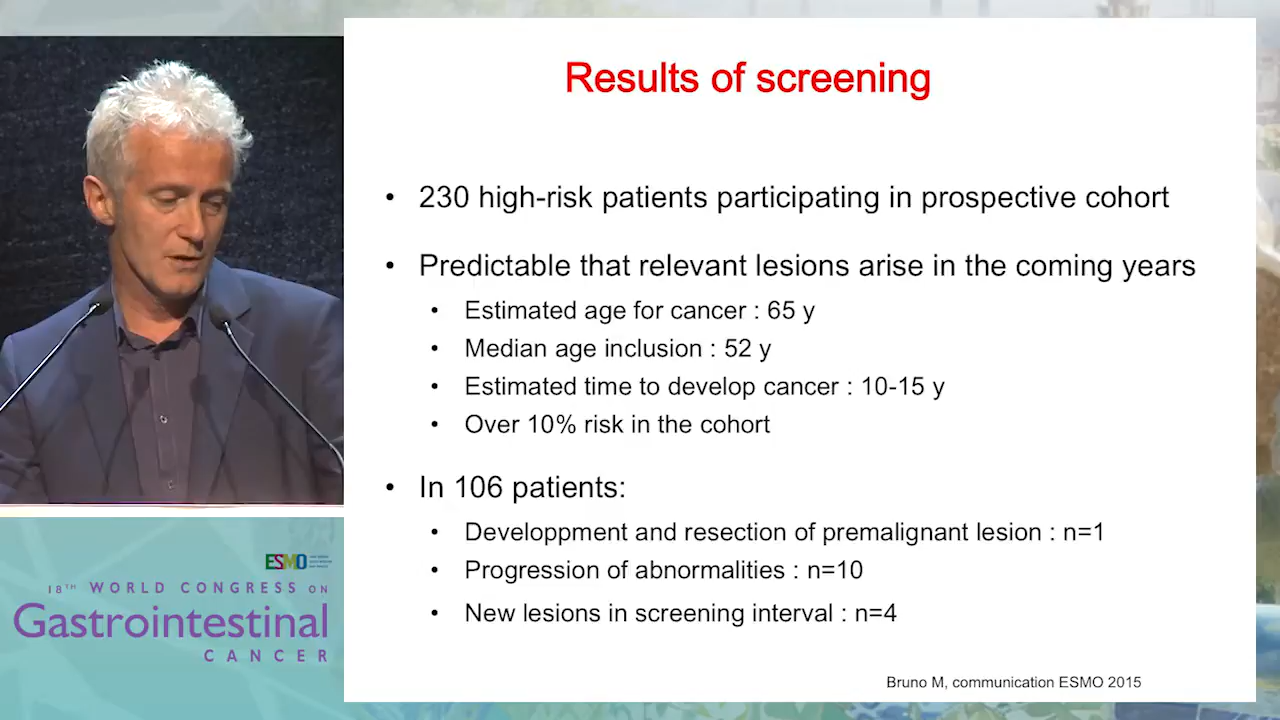 Results of screening
• 230 high-risk patients participating in prospective cohort
• Predictable that relevant lesions arise in the coming years
• Estimated age for cancer : 65 y
• Median age inclusion : 52 y
• Estimated time to develop cancer : 10-15 y
• Over 10% risk in the cohort
• In 106 patients:
• Developpment and resection of premalignant lesion : n=1
• Progression of abnormalities : n=10
• New lesions in screening interval : n=4
Bruno M, communication ESMO 2015
ESMO
18TH WORLD CONGRESS ON
Gastrointestinal
CANCER